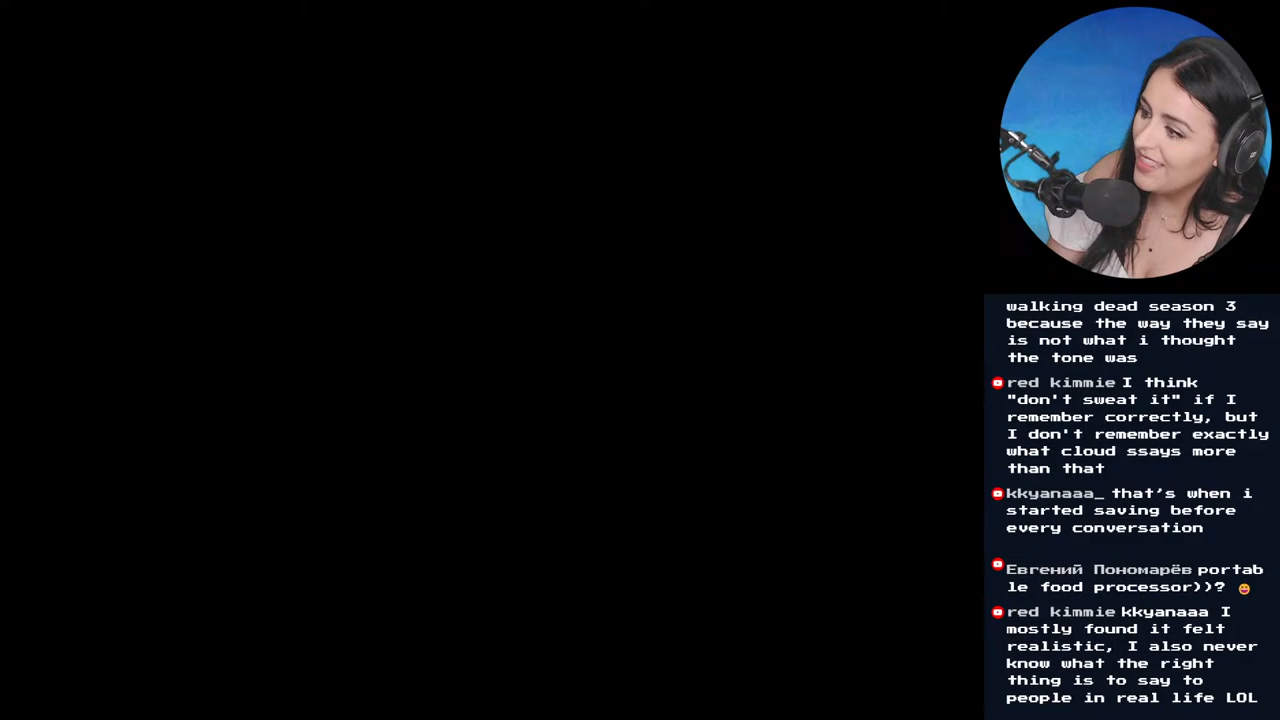 walking dead season 3
because the way they say
is not what i thought
the tone was
red kimmie I think
"don't sweat it" if I
remember correctly, but
I don't remember exactly
what cloud ssays more
than that
kkyanaaa_ that's when i
started saving before
every conversation
Евгений Пономарёв portab
le food processor))?
red kimmie kkyanaaa I
mostly found it felt
realistic, I also never
know what the right
thing is to say to
people in real life LOL